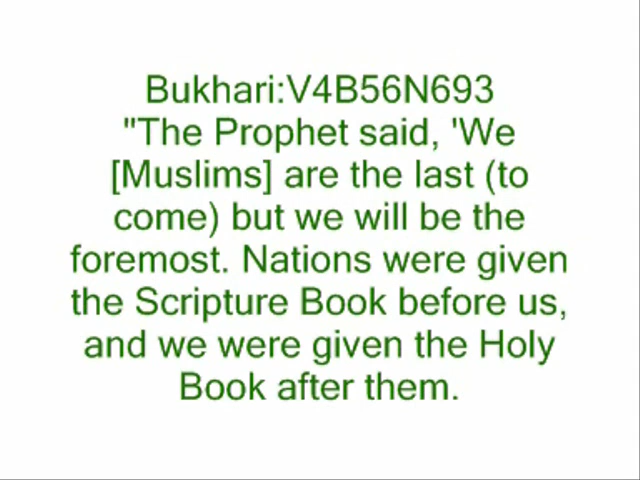 Bukhari:V4B56N693
"The Prophet said, 'We
[Muslims] are the last (to
come) but we will be the
foremost. Nations were given
the Scripture Book before us,
and we were given the Holy
Book after them.